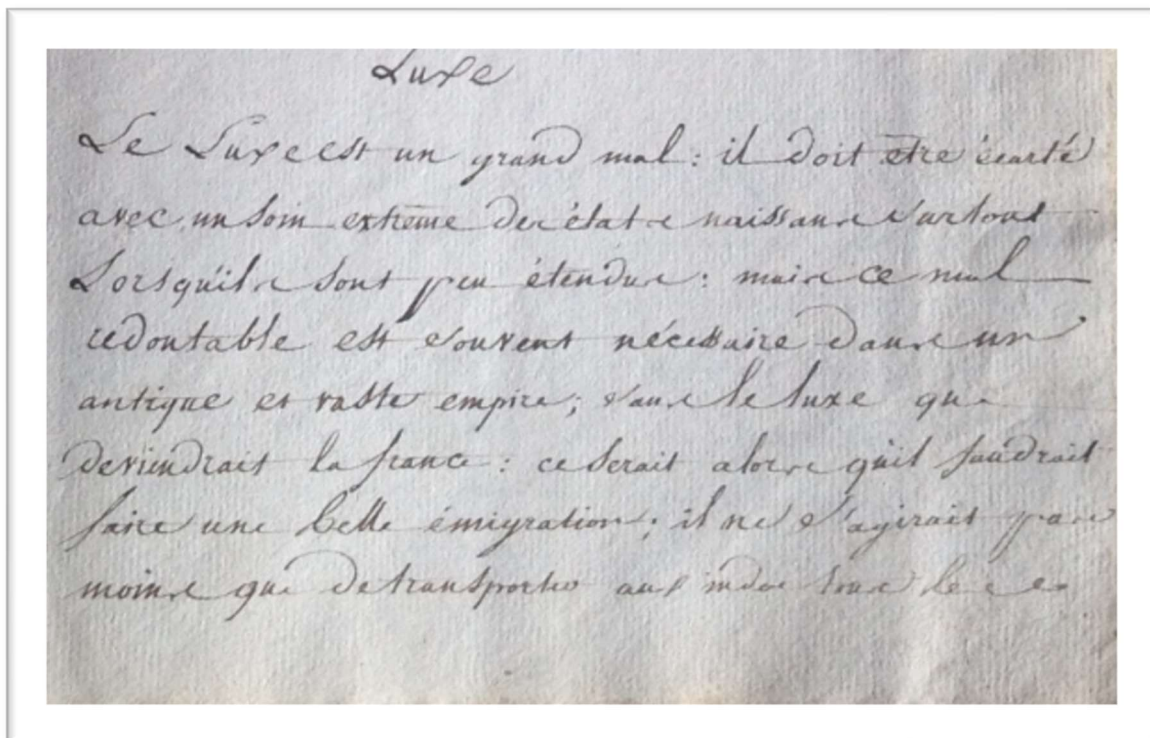 Luxe
Le Luxe est un grand mal : il doit etre écarté
avec un soin extrême des états naissans surtout
Lorsqu'ils sont peu étendus : mais ce mal
redoutable est souvent nécessaire dans un
antique et vaste empire ; sans le luxe que
deviendrait la france : ce serait alors qu'il faudrait
faire une belle émigration ; il ne s'agirait pas
moins que de transporter aux indes tous les